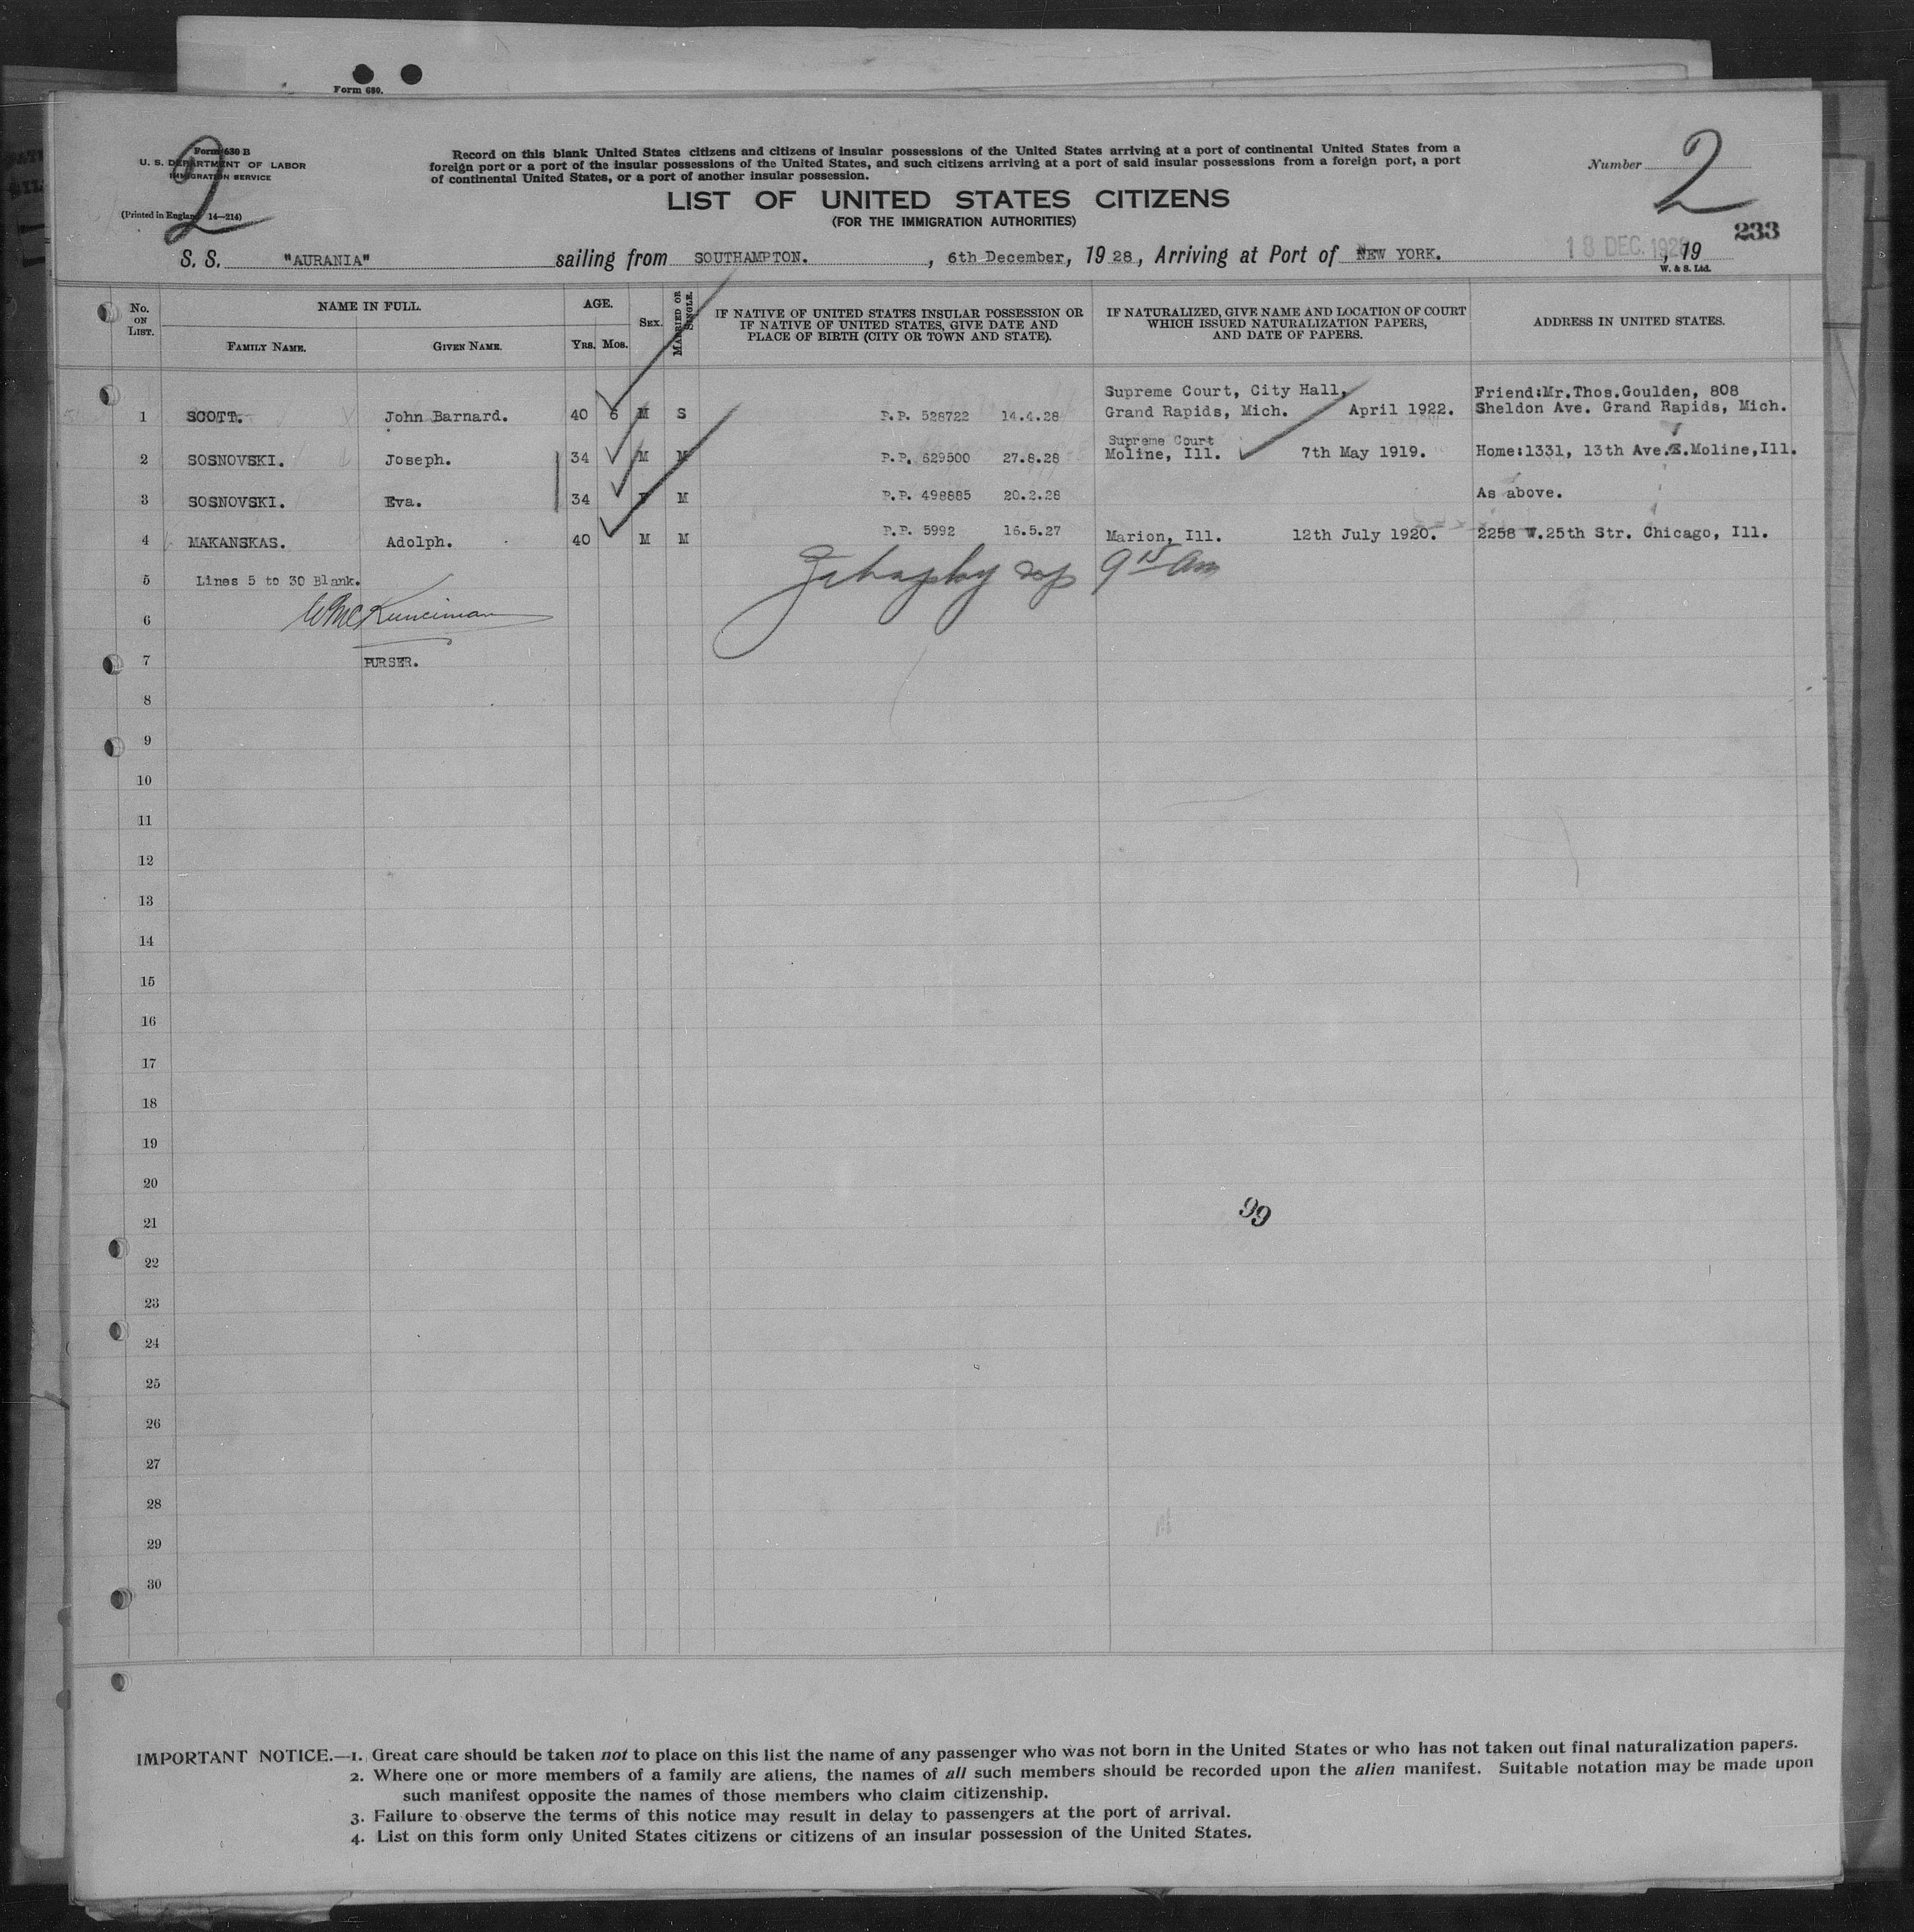 Form 680.
Form 630 B
U. S. DEPARTMENT OF LABOR
IMMIGRATION SERVICE
(Printed in England 14—214)
2
Record on this blank United States citizens and citizens of insular possessions of the United States arriving at a port of continental United States from a
foreign port or a port of the insular possessions of the United States, and such citizens arriving at a port of said insular possessions from a foreign port, a port
of continental United States, or a port of another insular possession.
LIST OF UNITED STATES CITIZENS
(FOR THE IMMIGRATION AUTHORITIES)
Number 2
233
S. S. "AURANIA" sailing from SOUTHAMPTON. , 6th December, 19 28, Arriving at Port of NEW YORK. 18 DEC. 1928, 19
W. & S. Ltd.
No. ON LIST. NAME IN FULL. FAMILY NAME. GIVEN NAME. AGE. YRS. MOS. SEX. MARRIED OR SINGLE. IF NATIVE OF UNITED STATES INSULAR POSSESSION OR IF NATIVE OF UNITED STATES, GIVE DATE AND PLACE OF BIRTH (CITY OR TOWN AND STATE). IF NATURALIZED, GIVE NAME AND LOCATION OF COURT WHICH ISSUED NATURALIZATION PAPERS, AND DATE OF PAPERS. ADDRESS IN UNITED STATES.
Supreme Court, City Hall, Friend:Mr.Thos.Goulden, 808
1 SCOTT. John Barnard. 40 6 M S P.P. 528722 14.4.28 Grand Rapids, Mich. April 1922. Sheldon Ave. Grand Rapids, Mich.
Supreme Court
2 SOSNOVSKI. Joseph. 34 M M P.P. 629500 27.8.28 Moline, Ill. 7th May 1919. Home:1331, 13th Ave.E.Moline,Ill.
3 SOSNOVSKI. Eva. 34 F M P.P. 498885 20.2.28 As above.
4 MAKANSKAS. Adolph. 40 M M P.P. 5992 16.5.27 Marion, Ill. 12th July 1920. 2258 W.25th Str. Chicago, Ill.
5 Lines 5 to 30 Blank. 9 15 am
6
7 PURSER.
8
9
10
11
12
13
14
15
16
17
18
19
20
99
21
22
23
24
25
26
27
28
29
30
IMPORTANT NOTICE.—1. Great care should be taken not to place on this list the name of any passenger who was not born in the United States or who has not taken out final naturalization papers.
2. Where one or more members of a family are aliens, the names of all such members should be recorded upon the alien manifest. Suitable notation may be made upon
such manifest opposite the names of those members who claim citizenship.
3. Failure to observe the terms of this notice may result in delay to passengers at the port of arrival.
4. List on this form only United States citizens or citizens of an insular possession of the United States.